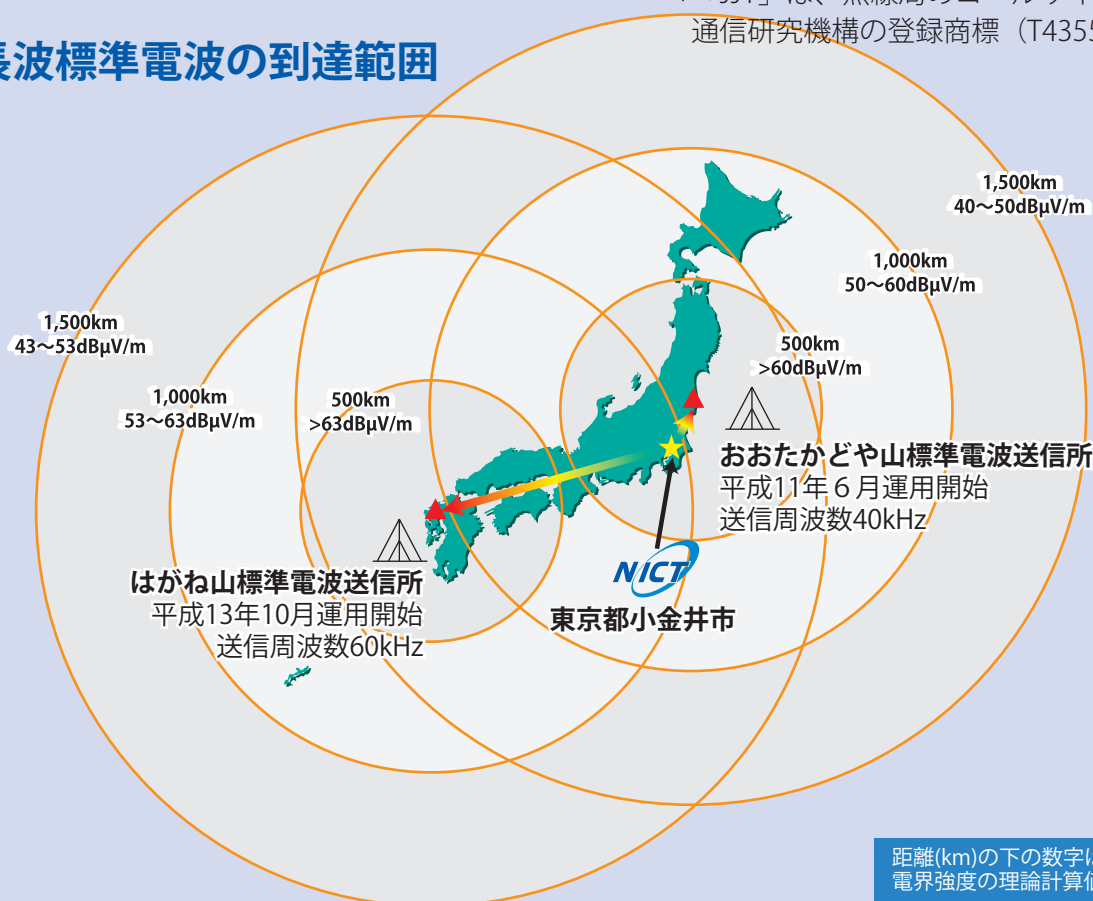 通信研究機構の登録商標（T4355
長波標準電波の到達範囲
1,500km
40～50dBμV/m
1,000km
50～60dBμV/m
500km
>60dBμV/m
1,500km
43～53dBμV/m
1,000km
53～63dBμV/m
500km
>63dBμV/m
おおたかどや山標準電波送信所
平成11年６月運用開始
送信周波数40kHz
はがね山標準電波送信所
平成13年10月運用開始
送信周波数60kHz
NICT
東京都小金井市
距離(km)の下の数字は
電界強度の理論計算値